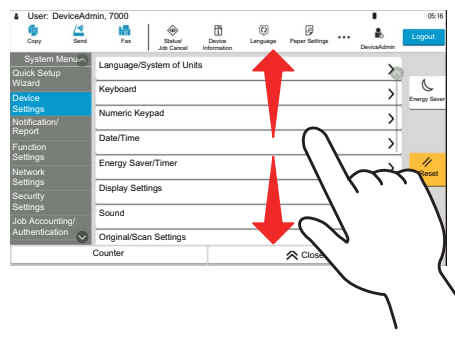 User: DeviceAdmin, 7000
05:16
Copy
Send
Fax
Status/
Job Cancel
Device
Information
Language
Paper Settings
DeviceAdmin
Logout
System Menu
Quick Setup
Wizard
Device
Settings
Notification/
Report
Function
Settings
Network
Settings
Security
Settings
Job Accounting/
Authentication
Language/System of Units
Keyboard
Numeric Keypad
Date/Time
Energy Saver/Timer
Display Settings
Sound
Original/Scan Settings
Energy Saver
Reset
Counter
Close